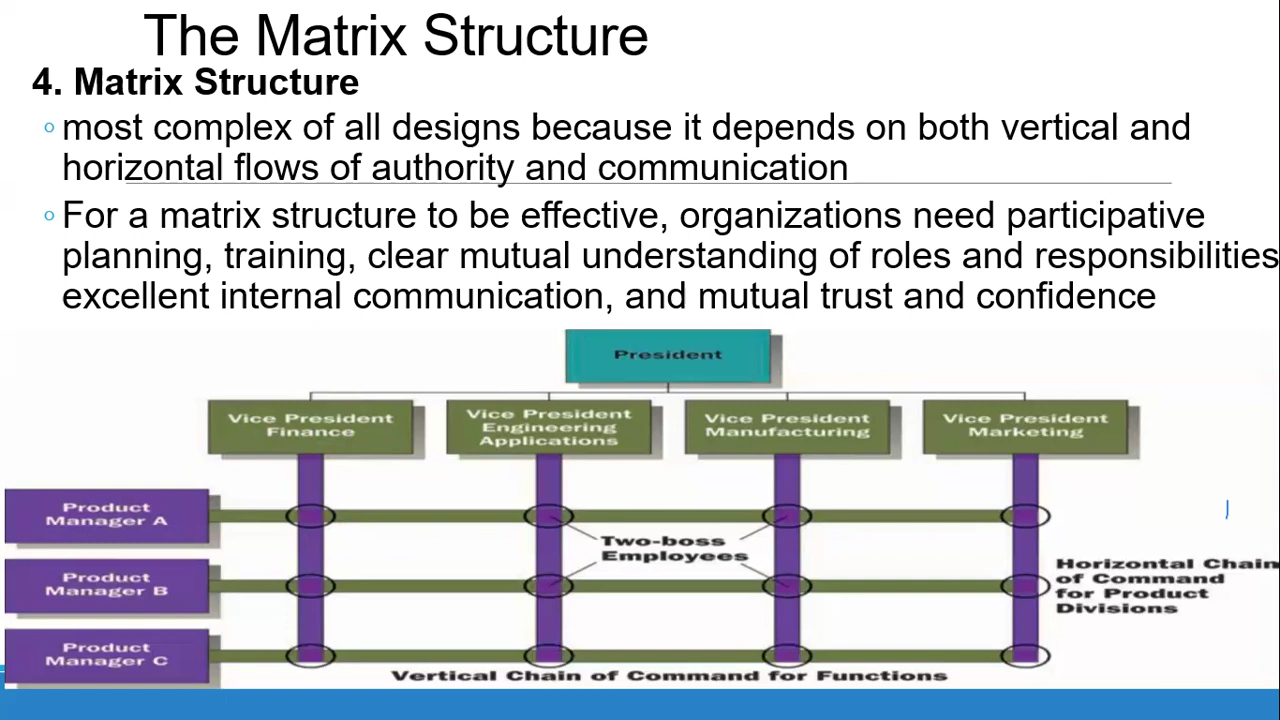 The Matrix Structure
4. Matrix Structure
most complex of all designs because it depends on both vertical and
horizontal flows of authority and communication
For a matrix structure to be effective, organizations need participative
planning, training, clear mutual understanding of roles and responsibilities
excellent internal communication, and mutual trust and confidence
President
Vice President
Finance
Vice President
Engineering
Applications
Vice President
Manufacturing
Vice President
Marketing
Product
Manager A
Two-boss
Employees
Product
Manager B
Horizontal Chain
of Command
for Product
Divisions
Product
Manager C
Vertical Chain of Command for Functions